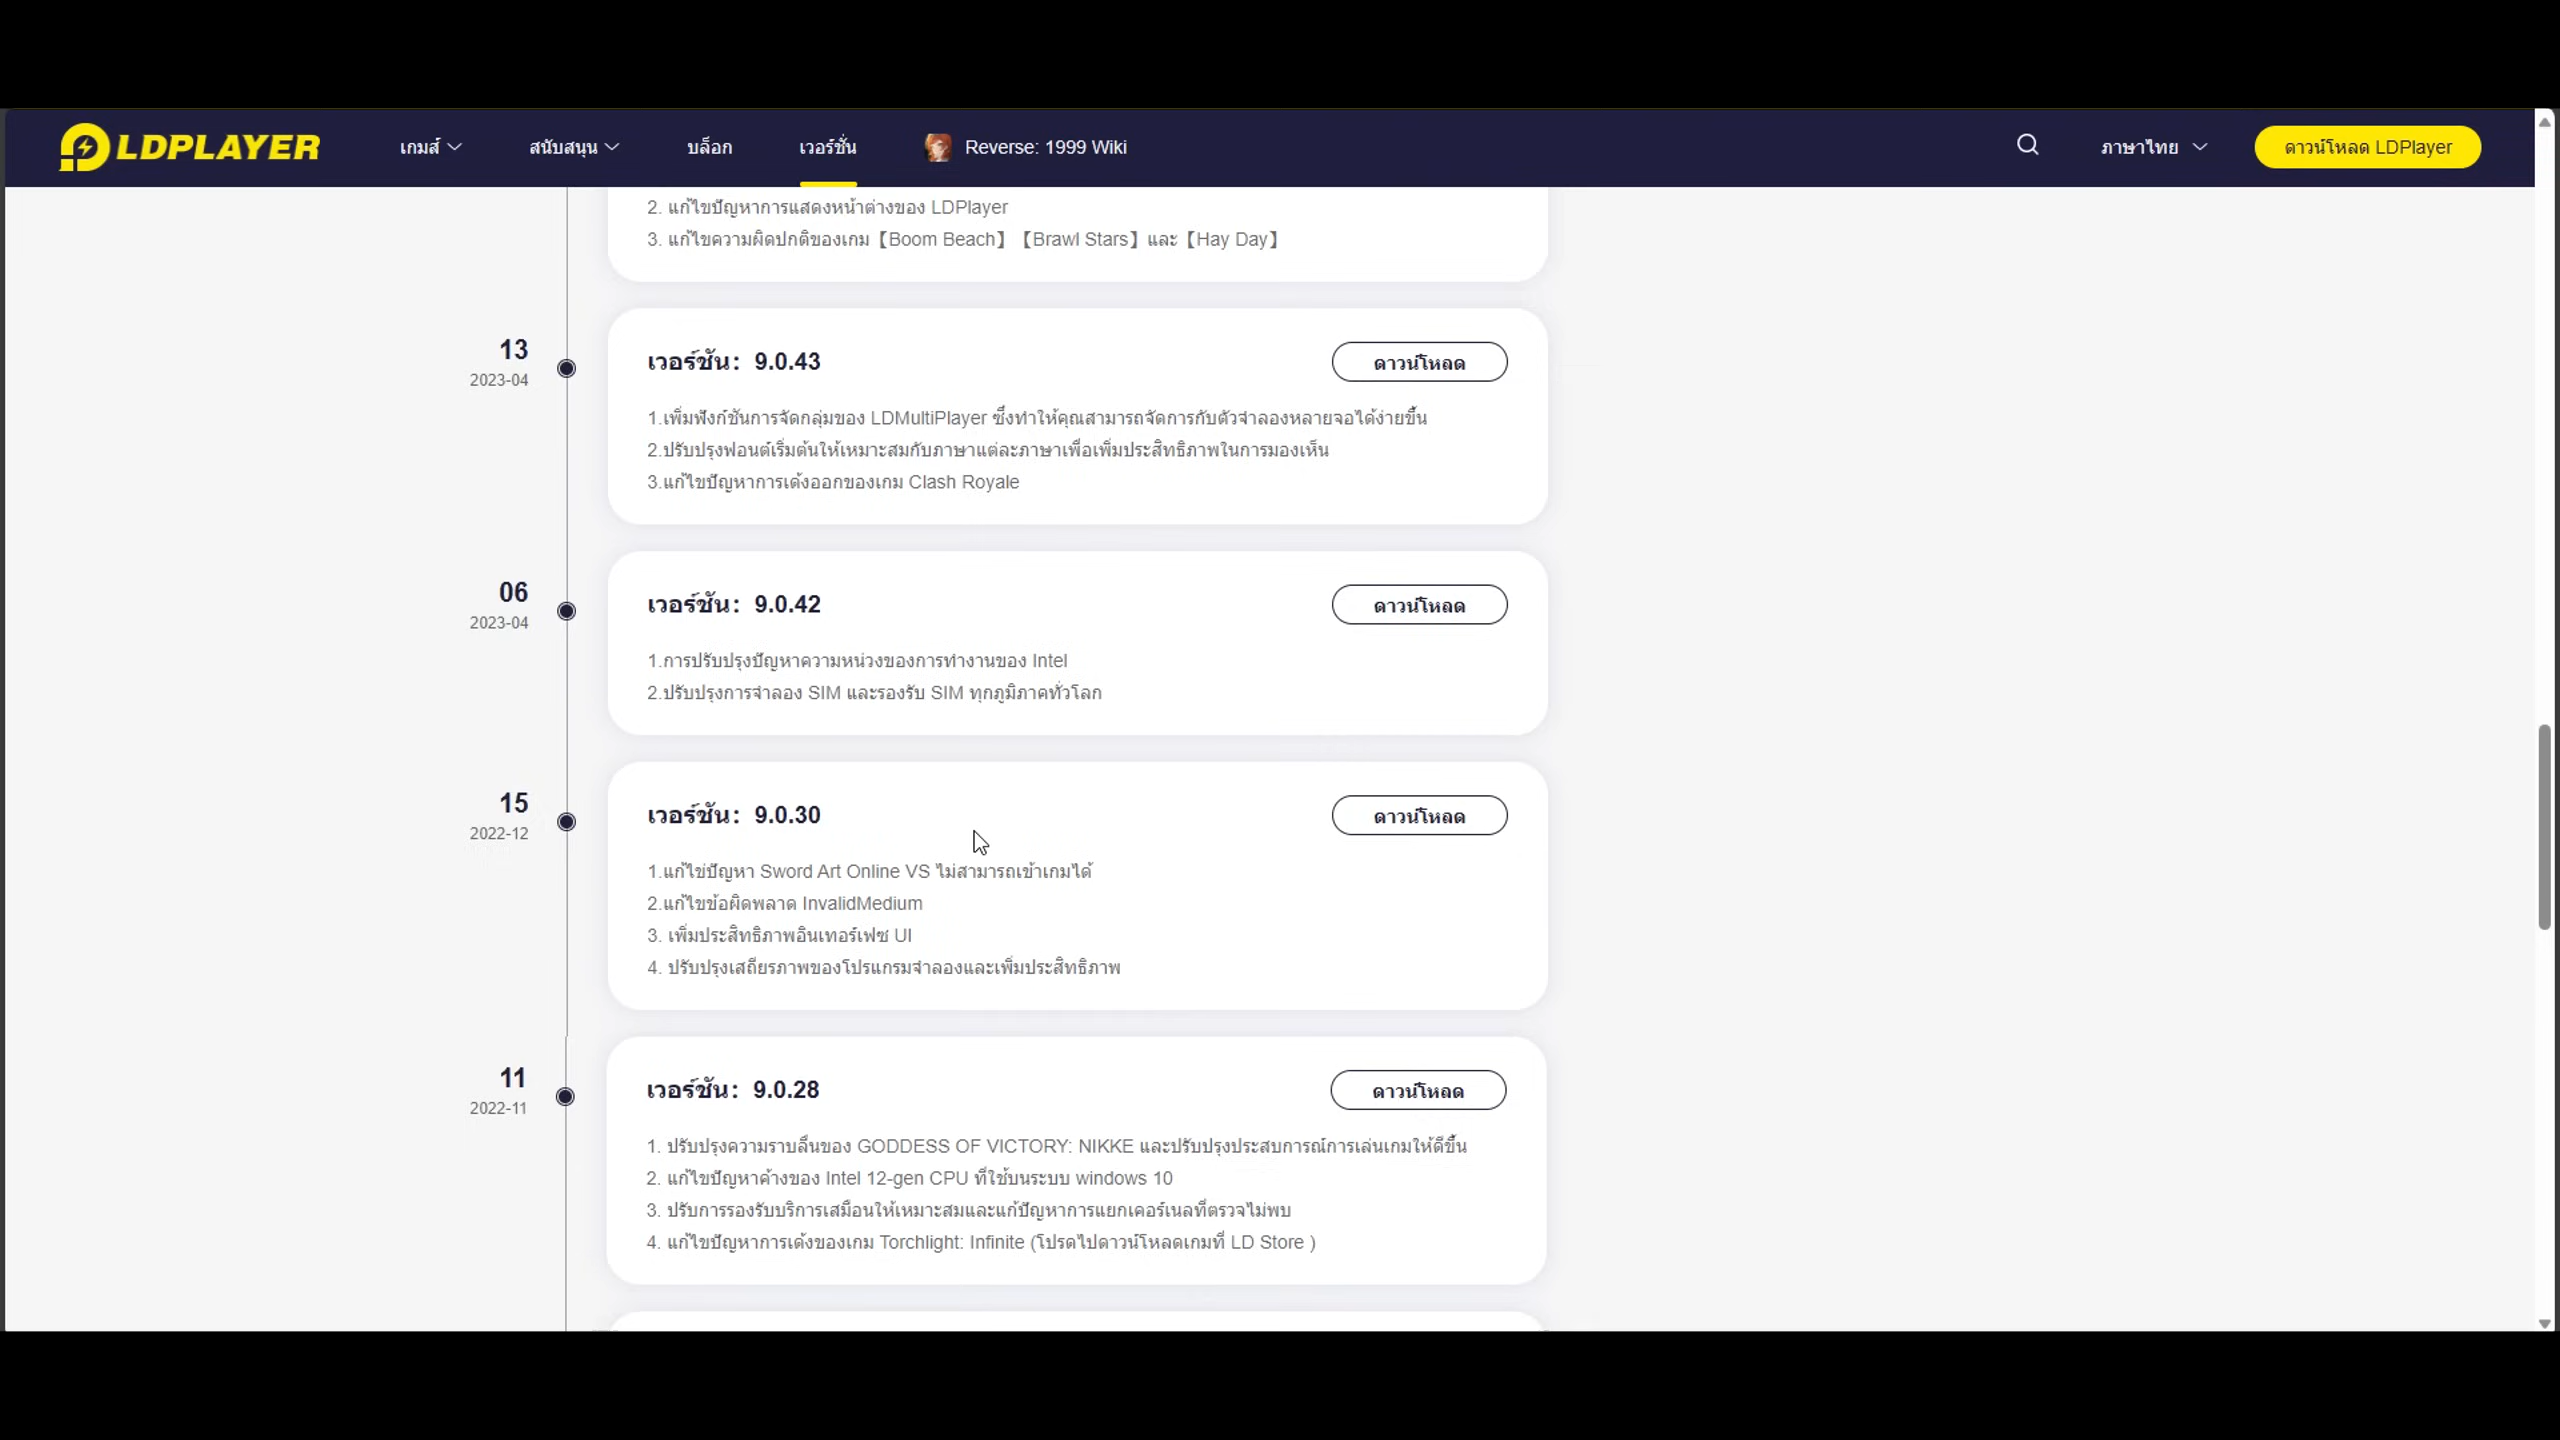 LDPLAYER
เกมส์
สนับสนุน
บล็อก
เวอร์ชั่น
Reverse: 1999 Wiki
ภาษาไทย
ดาวน์โหลด LDPlayer
2. แก้ไขปัญหาการแสดงหน้าต่างของ LDPlayer
3. แก้ไขความผิดปกติของเกม【Boom Beach】【Brawl Stars】และ【Hay Day】
13
2023-04
เวอร์ชัน：9.0.43
ดาวน์โหลด
1.เพิ่มฟังก์ชันการจัดกลุ่มของ LDMultiPlayer ซึ่งทำให้คุณสามารถจัดการกับตัวจำลองหลายจอได้ง่ายขึ้น
2.ปรับปรุงฟอนต์เริ่มต้นให้เหมาะสมกับภาษาแต่ละภาษาเพื่อเพิ่มประสิทธิภาพในการมองเห็น
3.แก้ไขปัญหาการเด้งออกของเกม Clash Royale
06
2023-04
เวอร์ชัน：9.0.42
ดาวน์โหลด
1.การปรับปรุงปัญหาความหน่วงของการทำงานของ Intel
2.ปรับปรุงการจำลอง SIM และรองรับ SIM ทุกภูมิภาคทั่วโลก
15
2022-12
เวอร์ชัน：9.0.30
ดาวน์โหลด
1.แก้ไข่ปัญหา Sword Art Online VS ไม่สามารถเข้าเกมได้
2.แก้ไขข้อผิดพลาด InvalidMedium
3. เพิ่มประสิทธิภาพอินเทอร์เฟซ UI
4. ปรับปรุงเสถียรภาพของโปรแกรมจำลองและเพิ่มประสิทธิภาพ
11
2022-11
เวอร์ชัน：9.0.28
ดาวน์โหลด
1. ปรับปรุงความราบลื่นของ GODDESS OF VICTORY: NIKKE และปรับปรุงประสบการณ์การเล่นเกมให้ดีขึ้น
2. แก้ไขปัญหาค้างของ Intel 12-gen CPU ที่ใช้บนระบบ windows 10
3. ปรับการรองรับบริการเสมือนให้เหมาะสมและแก้ปัญหาการแยกเคอร์เนลที่ตรวจไม่พบ
4. แก้ไขปัญหาการเด้งของเกม Torchlight: Infinite (โปรดไปดาวน์โหลดเกมที่ LD Store )